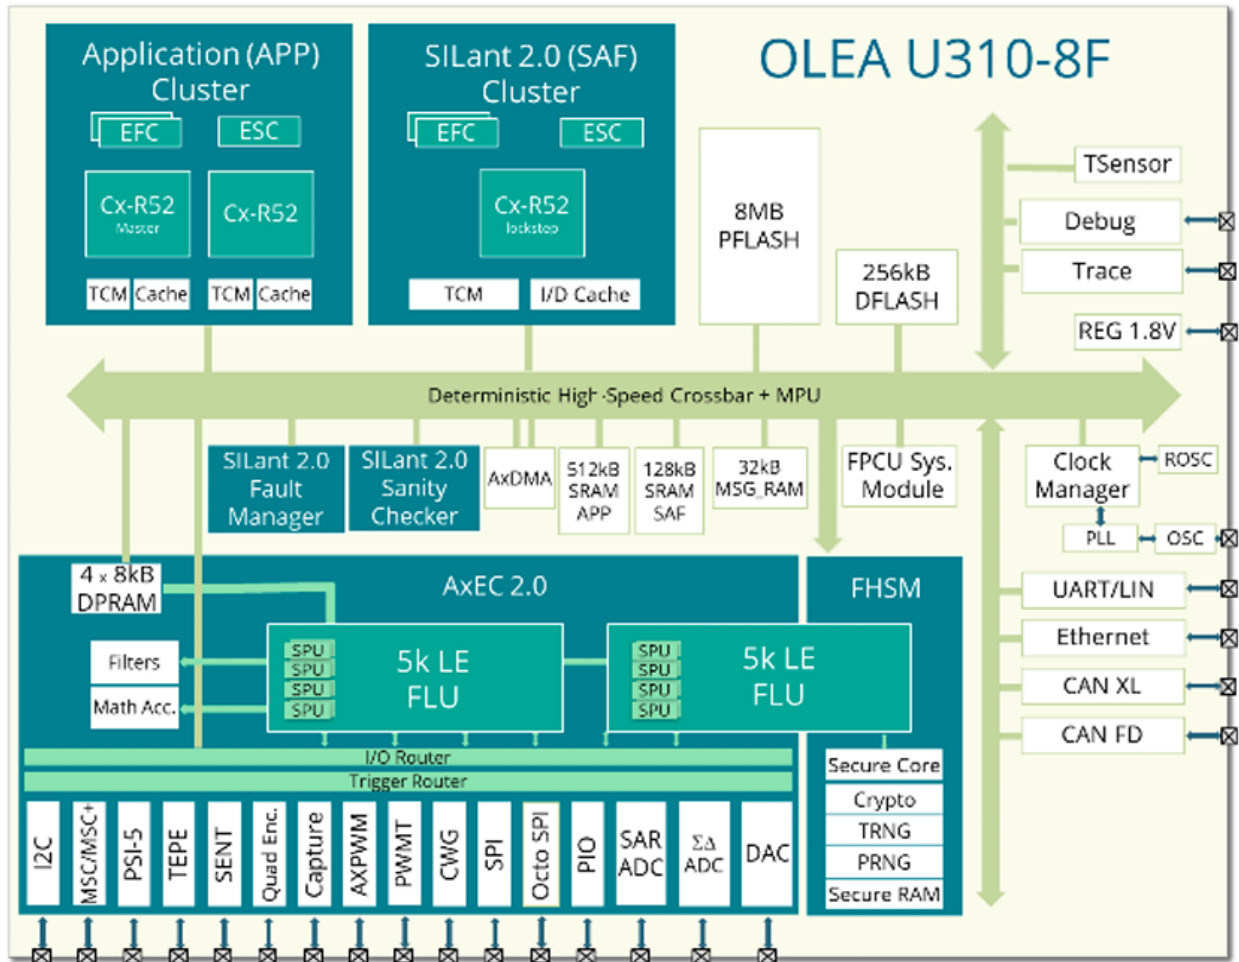 Application (APP)
Cluster
EFC
ESC
Cx-R52
Master
Cx-R52
TCM
Cache
TCM
Cache
SILant 2.0 (SAF)
Cluster
EFC
ESC
Cx-R52
lockstep
TCM
I/D Cache
OLEA U310-8F
8MB
PFLASH
256kB
DFLASH
TSensor
Debug
Trace
REG 1.8V
Deterministic High-Speed Crossbar + MPU
SILant 2.0
Fault
Manager
SILant 2.0
Sanity
Checker
AxDMA
512kB
SRAM
APP
128kB
SRAM
SAF
32kB
MSG_RAM
FPCU Sys.
Module
Clock
Manager
ROSC
PLL
OSC
4 x 8kB
DPRAM
AxEC 2.0
FHSM
Filters
Math Acc.
SPU
SPU
SPU
SPU
5k LE
FLU
SPU
SPU
SPU
SPU
5k LE
FLU
UART/LIN
Ethernet
CAN XL
CAN FD
I/O Router
Trigger Router
Secure Core
Crypto
TRNG
PRNG
Secure RAM
I2C
MSC/MSC+
PSI-5
TEPE
SENT
Quad Enc.
Capture
AXPWM
PWMT
CWG
SPI
Octo SPI
PIO
SAR
ADC
ΣΔ
ADC
DAC